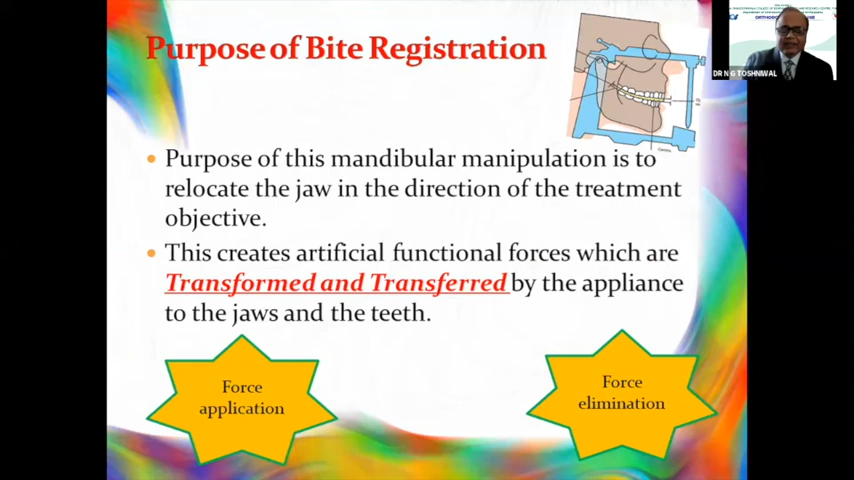 Purpose of Bite Registration
DR N G TOSHNIWAL
Purpose of this mandibular manipulation is to
relocate the jaw in the direction of the treatment
objective.
This creates artificial functional forces which are
Transformed and Transferred by the appliance
to the jaws and the teeth.
Force
application
Force
elimination